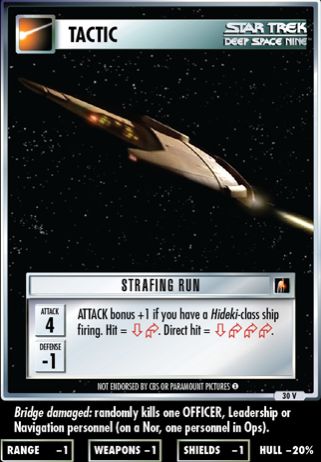 TACTIC
STAR TREK
DEEP SPACE NINE
STRAFING RUN
ATTACK
4
DEFENSE
-1
ATTACK bonus +1 if you have a Hideki-class ship
firing. Hit = . Direct hit = .
NOT ENDORSED BY CBS OR PARAMOUNT PICTURES
30 V
Bridge damaged: randomly kills one OFFICER, Leadership or
Navigation personnel (on a Nor, one personnel in Ops).
RANGE -1 WEAPONS -1 SHIELDS -1 HULL -20%